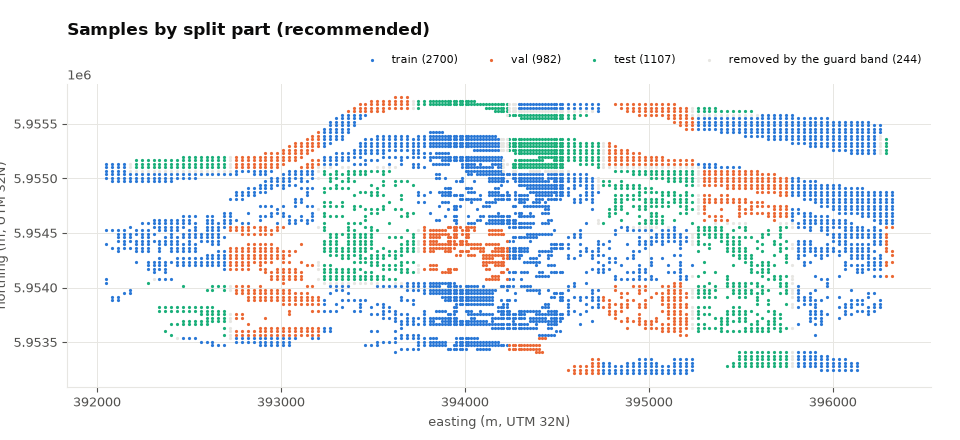 Samples by split part (recommended)
train (2700) val (982) test (1107) removed by the guard band (244)
1e6
5.9555
5.9550
5.9545
5.9540
5.9535
northing (m, UTM 32N)
392000 393000 394000 395000 396000
easting (m, UTM 32N)